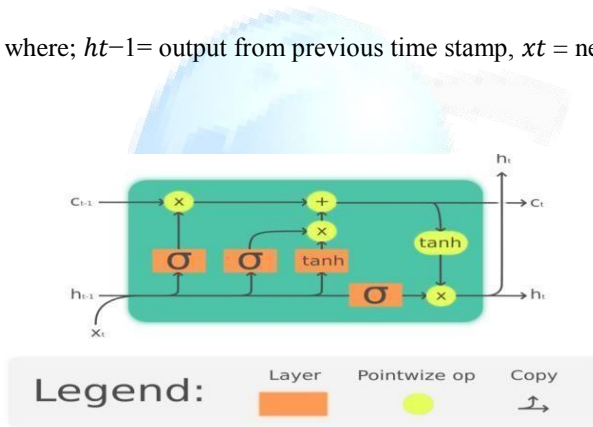 where; ht−1= output from previous time stamp, xt = ne
ht
Ct-1 × + Ct
×
tanh
σ σ tanh
ht-1 σ × ht
xt
Layer Pointwize op Copy
Legend: